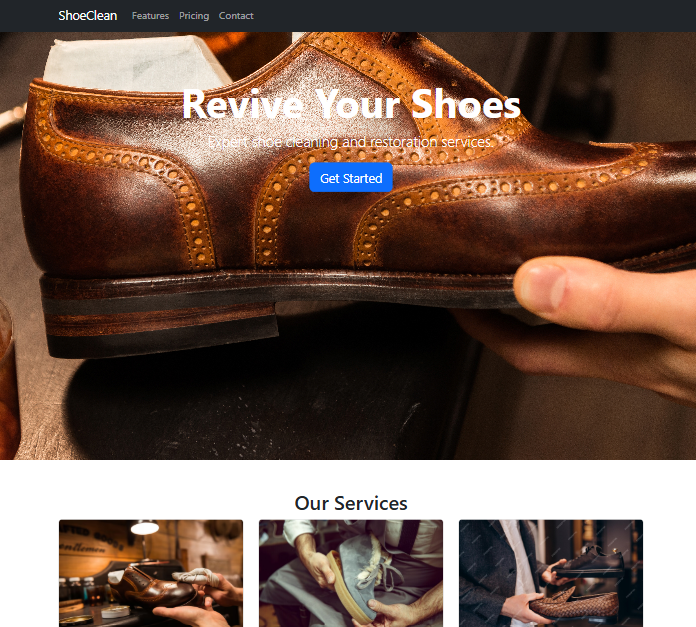 ShoeClean Features Pricing Contact
Revive Your Shoes
Expert shoe cleaning and restoration services.
Get Started
Our Services